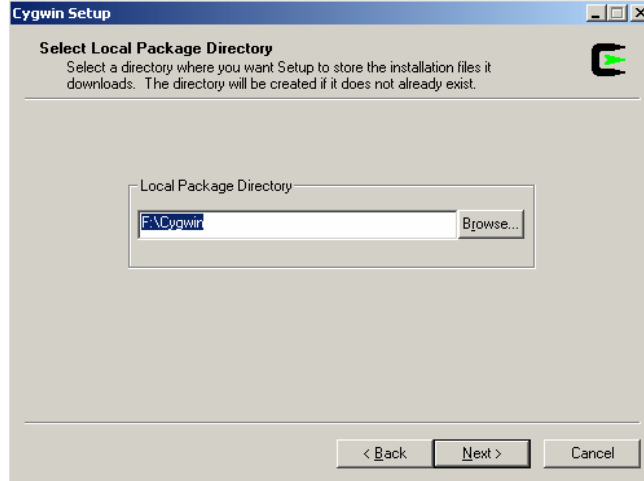 Cygwin Setup
Select Local Package Directory
Select a directory where you want Setup to store the installation files it
downloads. The directory will be created if it does not already exist.
Local Package Directory
F:\Cygwin
Browse...
< Back
Next >
Cancel